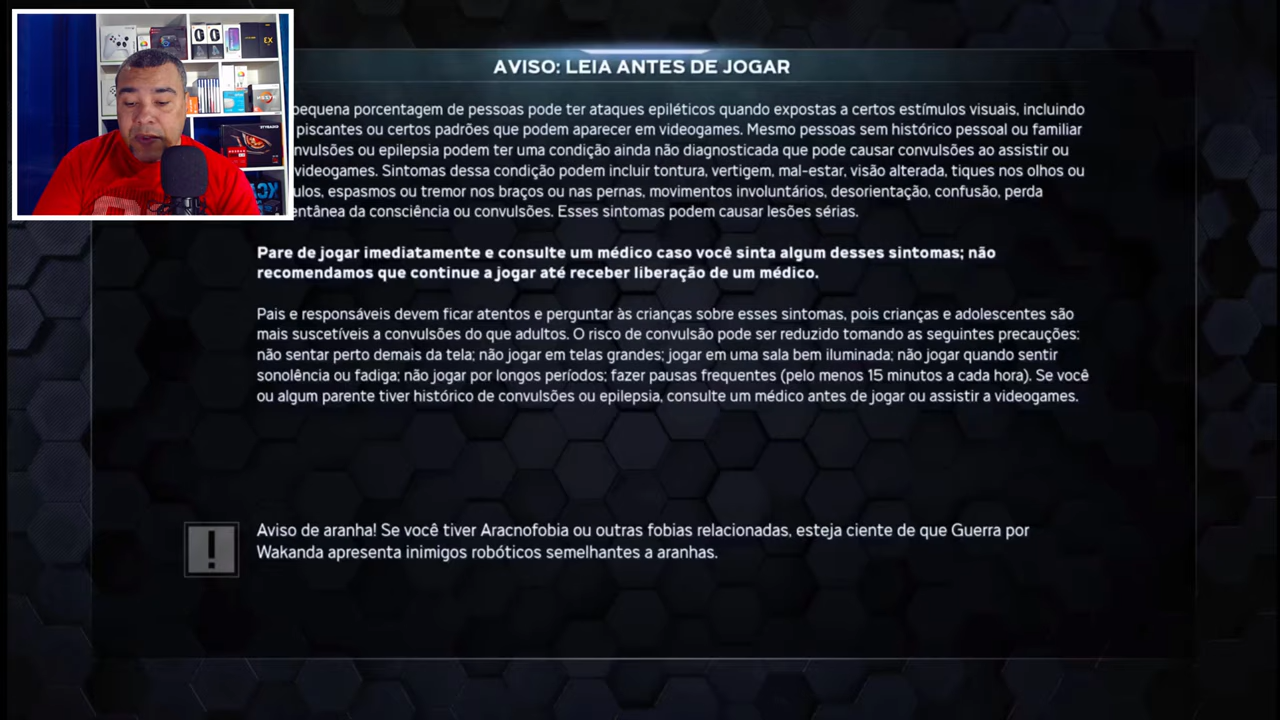 AVISO: LEIA ANTES DE JOGAR
pequena porcentagem de pessoas pode ter ataques epiléticos quando expostas a certos estímulos visuais, incluindo
piscantes ou certos padrões que podem aparecer em videogames. Mesmo pessoas sem histórico pessoal ou familiar
ou epilepsia podem ter uma condição ainda não diagnosticada que pode causar convulsões ao assistir ou
videogames. Sintomas dessa condição podem incluir tontura, vertigem, mal-estar, visão alterada, tiques nos olhos ou
espasmos ou tremor nos braços ou nas pernas, movimentos involuntários, desorientação, confusão, perda
da consciência ou convulsões. Esses sintomas podem causar lesões sérias.
Pare de jogar imediatamente e consulte um médico caso você sinta algum desses sintomas; não
recomendamos que continue a jogar até receber liberação de um médico.
Pais e responsáveis devem ficar atentos e perguntar às crianças sobre esses sintomas, pois crianças e adolescentes são
mais suscetíveis a convulsões do que adultos. O risco de convulsão pode ser reduzido tomando as seguintes precauções:
não sentar perto demais da tela; não jogar em telas grandes; jogar em uma sala bem iluminada; não jogar quando sentir
sonolência ou fadiga; não jogar por longos períodos; fazer pausas frequentes (pelo menos 15 minutos a cada hora). Se você
ou algum parente tiver histórico de convulsões ou epilepsia, consulte um médico antes de jogar ou assistir a videogames.
! Aviso de aranha! Se você tiver Aracnofobia ou outras fobias relacionadas, esteja ciente de que Guerra por
Wakanda apresenta inimigos robóticos semelhantes a aranhas.